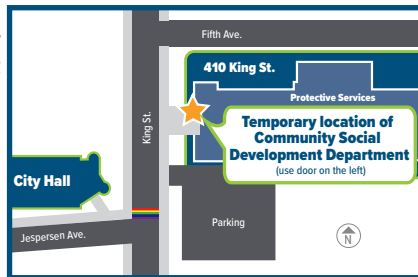 Fifth Ave.
410 King St.
Protective Services
King St.
Temporary location of
Community Social
Development Department
(use door on the left)
City Hall
Parking
Jespersen Ave.
N